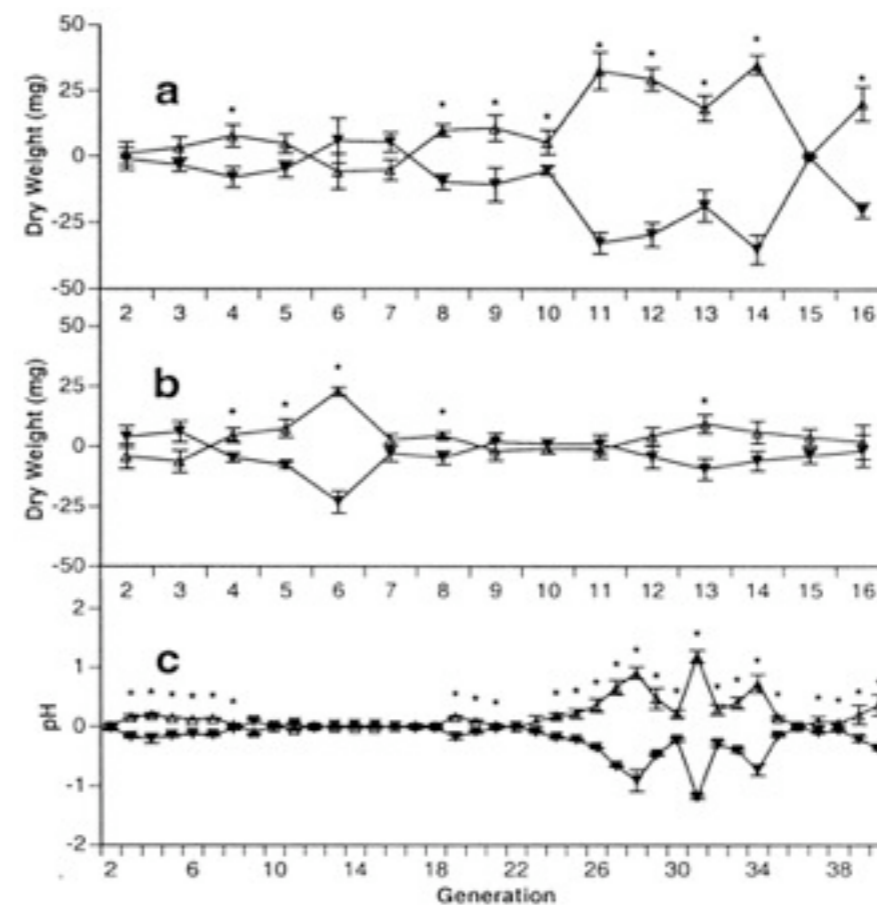 50
25
0
-25
-50
Dry Weight (mg)
a
* * * * * * * * *
2 3 4 5 6 7 8 9 10 11 12 13 14 15 16
50
25
0
-25
-50
Dry Weight (mg)
b
* * * * *
2 3 4 5 6 7 8 9 10 11 12 13 14 15 16
2
1
0
-1
-2
pH
c
2 6 10 14 18 22 26 30 34 38
Generation